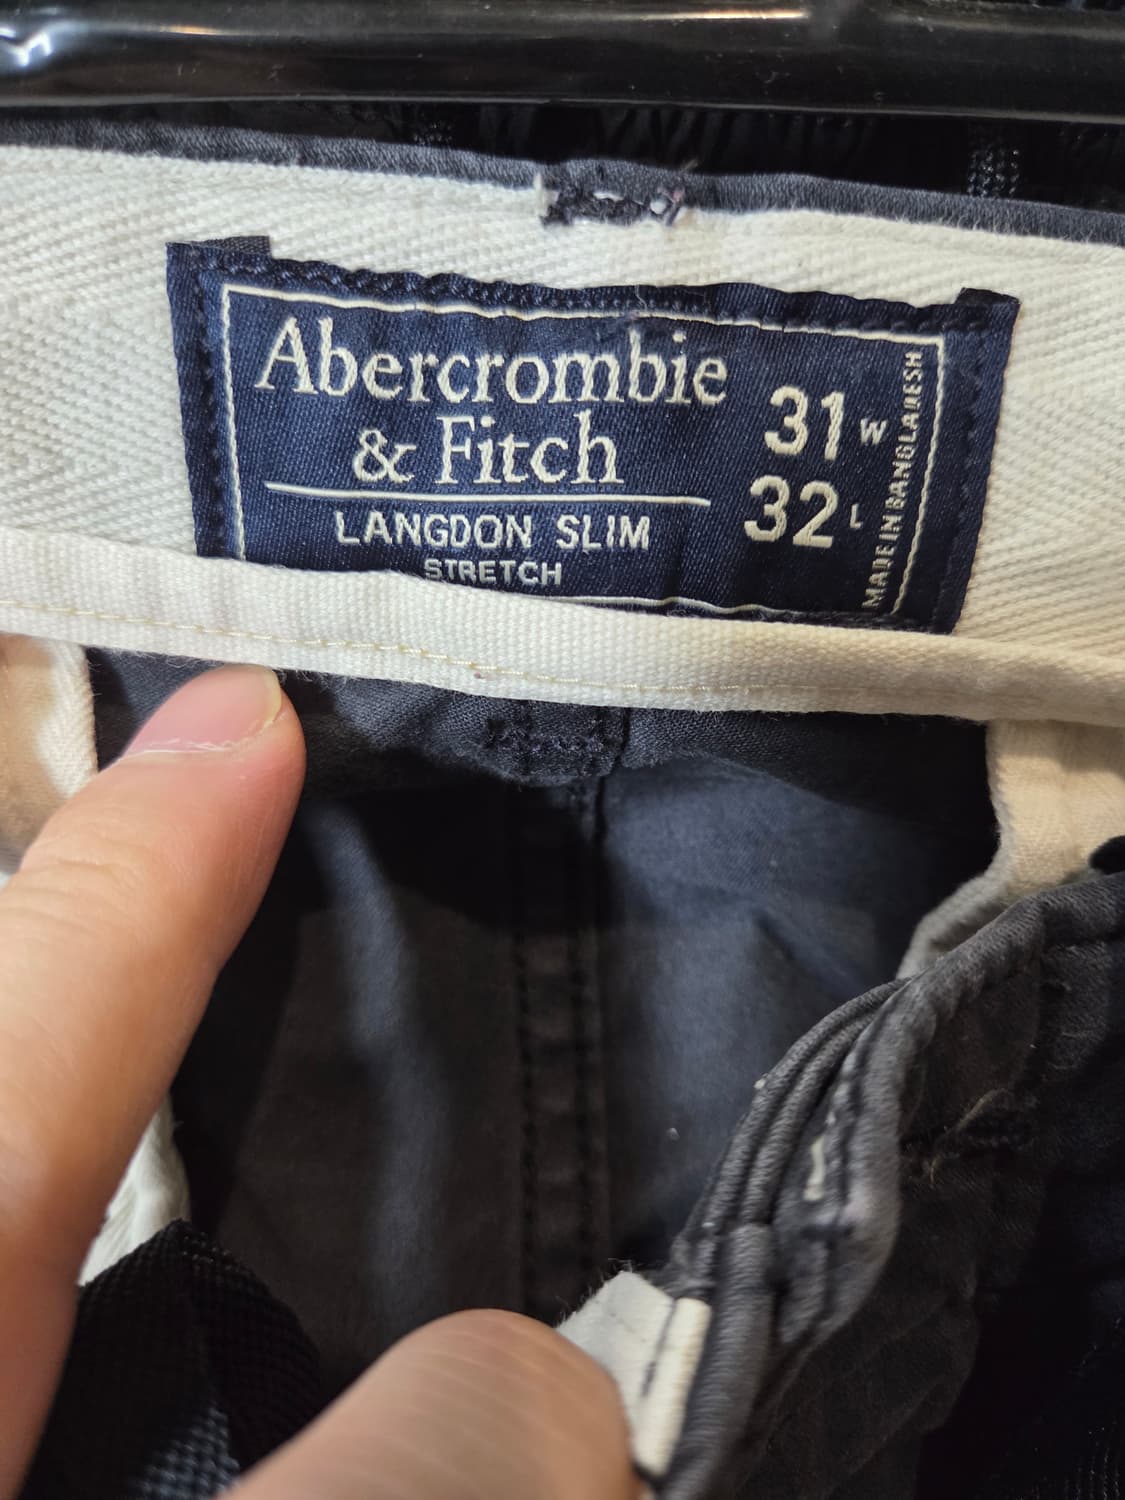 Abercrombie
& Fitch
LANGDON SLIM
STRETCH
31 W
32 L
MADE IN BANGLADESH